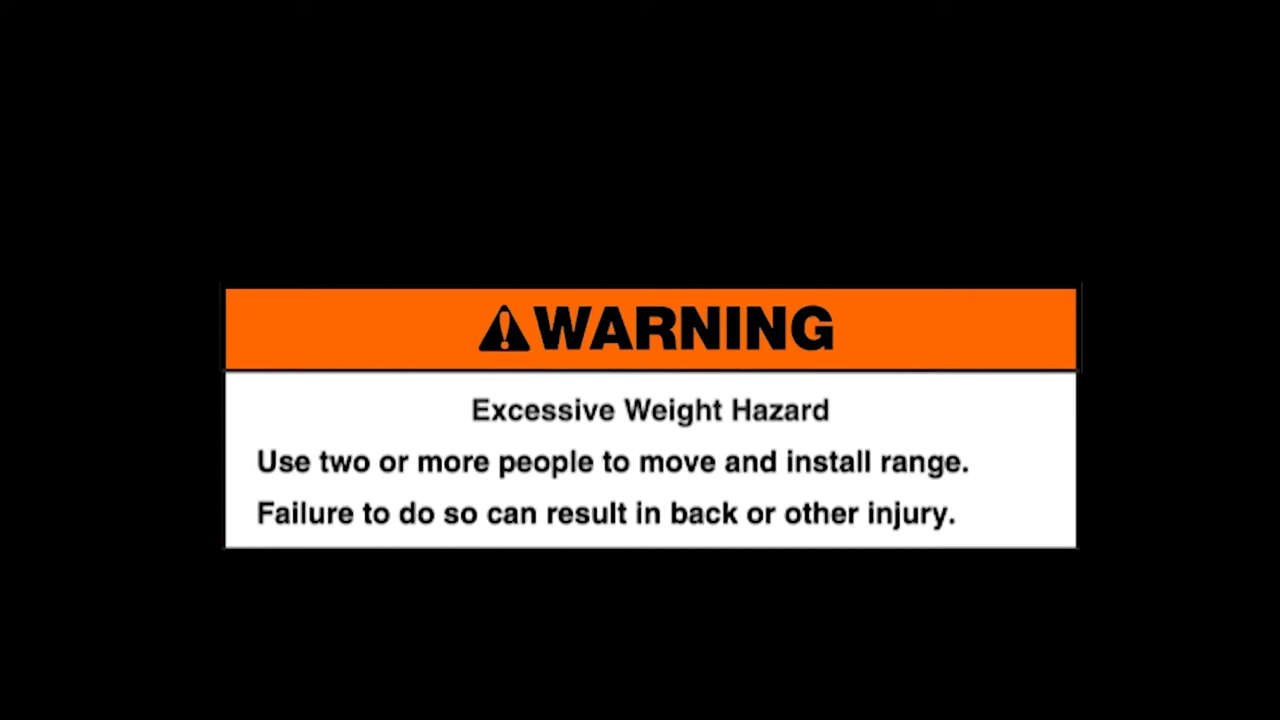 WARNING
Excessive Weight Hazard
Use two or more people to move and install range.
Failure to do so can result in back or other injury.